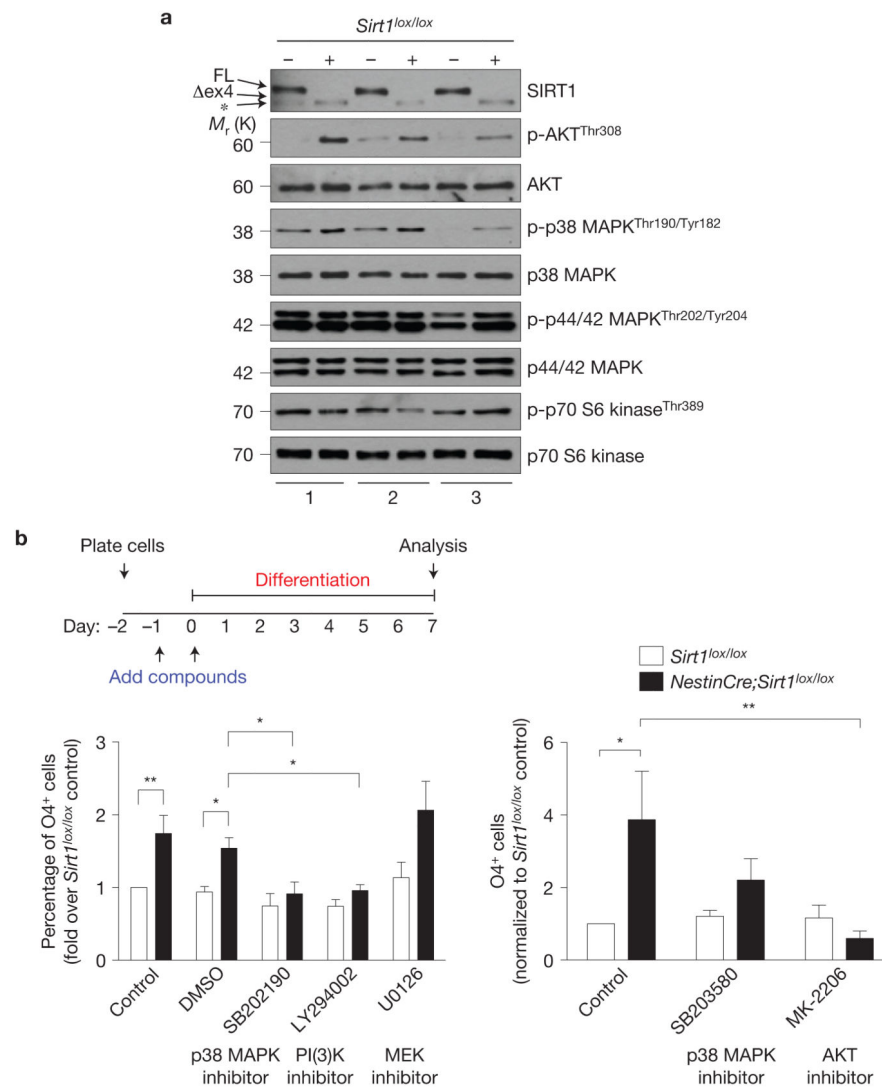 a
Sirt1lox/lox
– + – + – +
FL
Δex4
*
SIRT1
Mr (K)
60
p-AKTThr308
60
AKT
38
p-p38 MAPKThr190/Tyr182
38
p38 MAPK
42
p-p44/42 MAPKThr202/Tyr204
42
p44/42 MAPK
70
p-p70 S6 kinaseThr389
70
p70 S6 kinase
1 2 3
b
Plate cells
Analysis
Differentiation
Day: –2 –1 0 1 2 3 4 5 6 7
Add compounds
Sirt1lox/lox
NestinCre;Sirt1lox/lox
Percentage of O4+ cells
(fold over Sirt1lox/lox control)
3
2
1
0
**
*
*
*
Control
DMSO
SB202190
LY294002
U0126
p38 MAPK
inhibitor
PI(3)K
inhibitor
MEK
inhibitor
O4+ cells
(normalized to Sirt1lox/lox control)
6
4
2
0
*
**
Control
SB203580
MK-2206
p38 MAPK
inhibitor
AKT
inhibitor